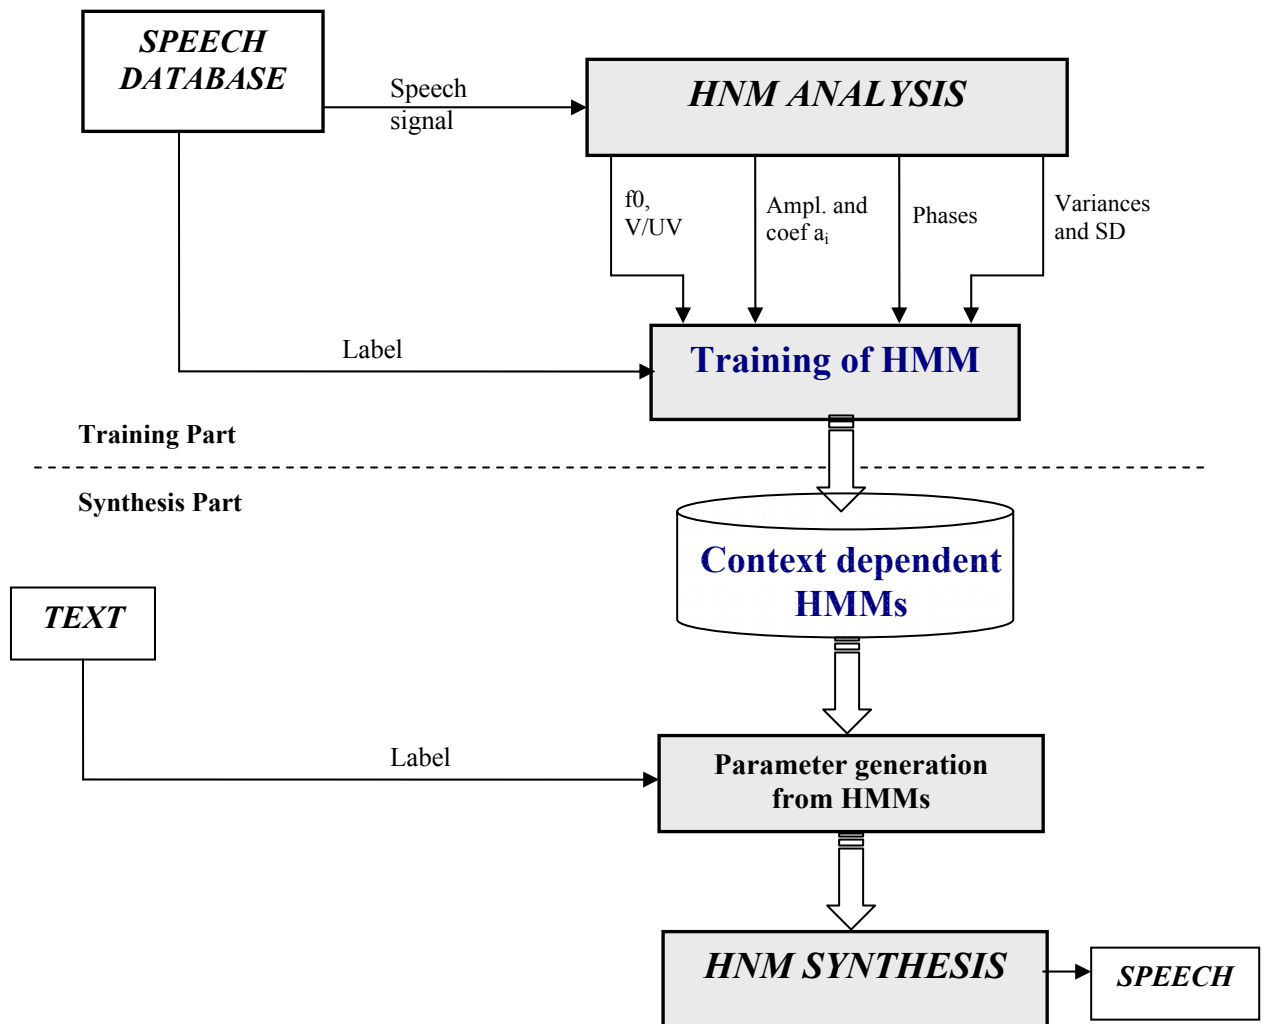 SPEECH
DATABASE
Speech
signal
HNM ANALYSIS
f0,
V/UV
Ampl. and
coef aᵢ
Phases
Variances
and SD
Label
Training of HMM
Training Part
Synthesis Part
Context dependent
HMMs
TEXT
Label
Parameter generation
from HMMs
HNM SYNTHESIS
SPEECH